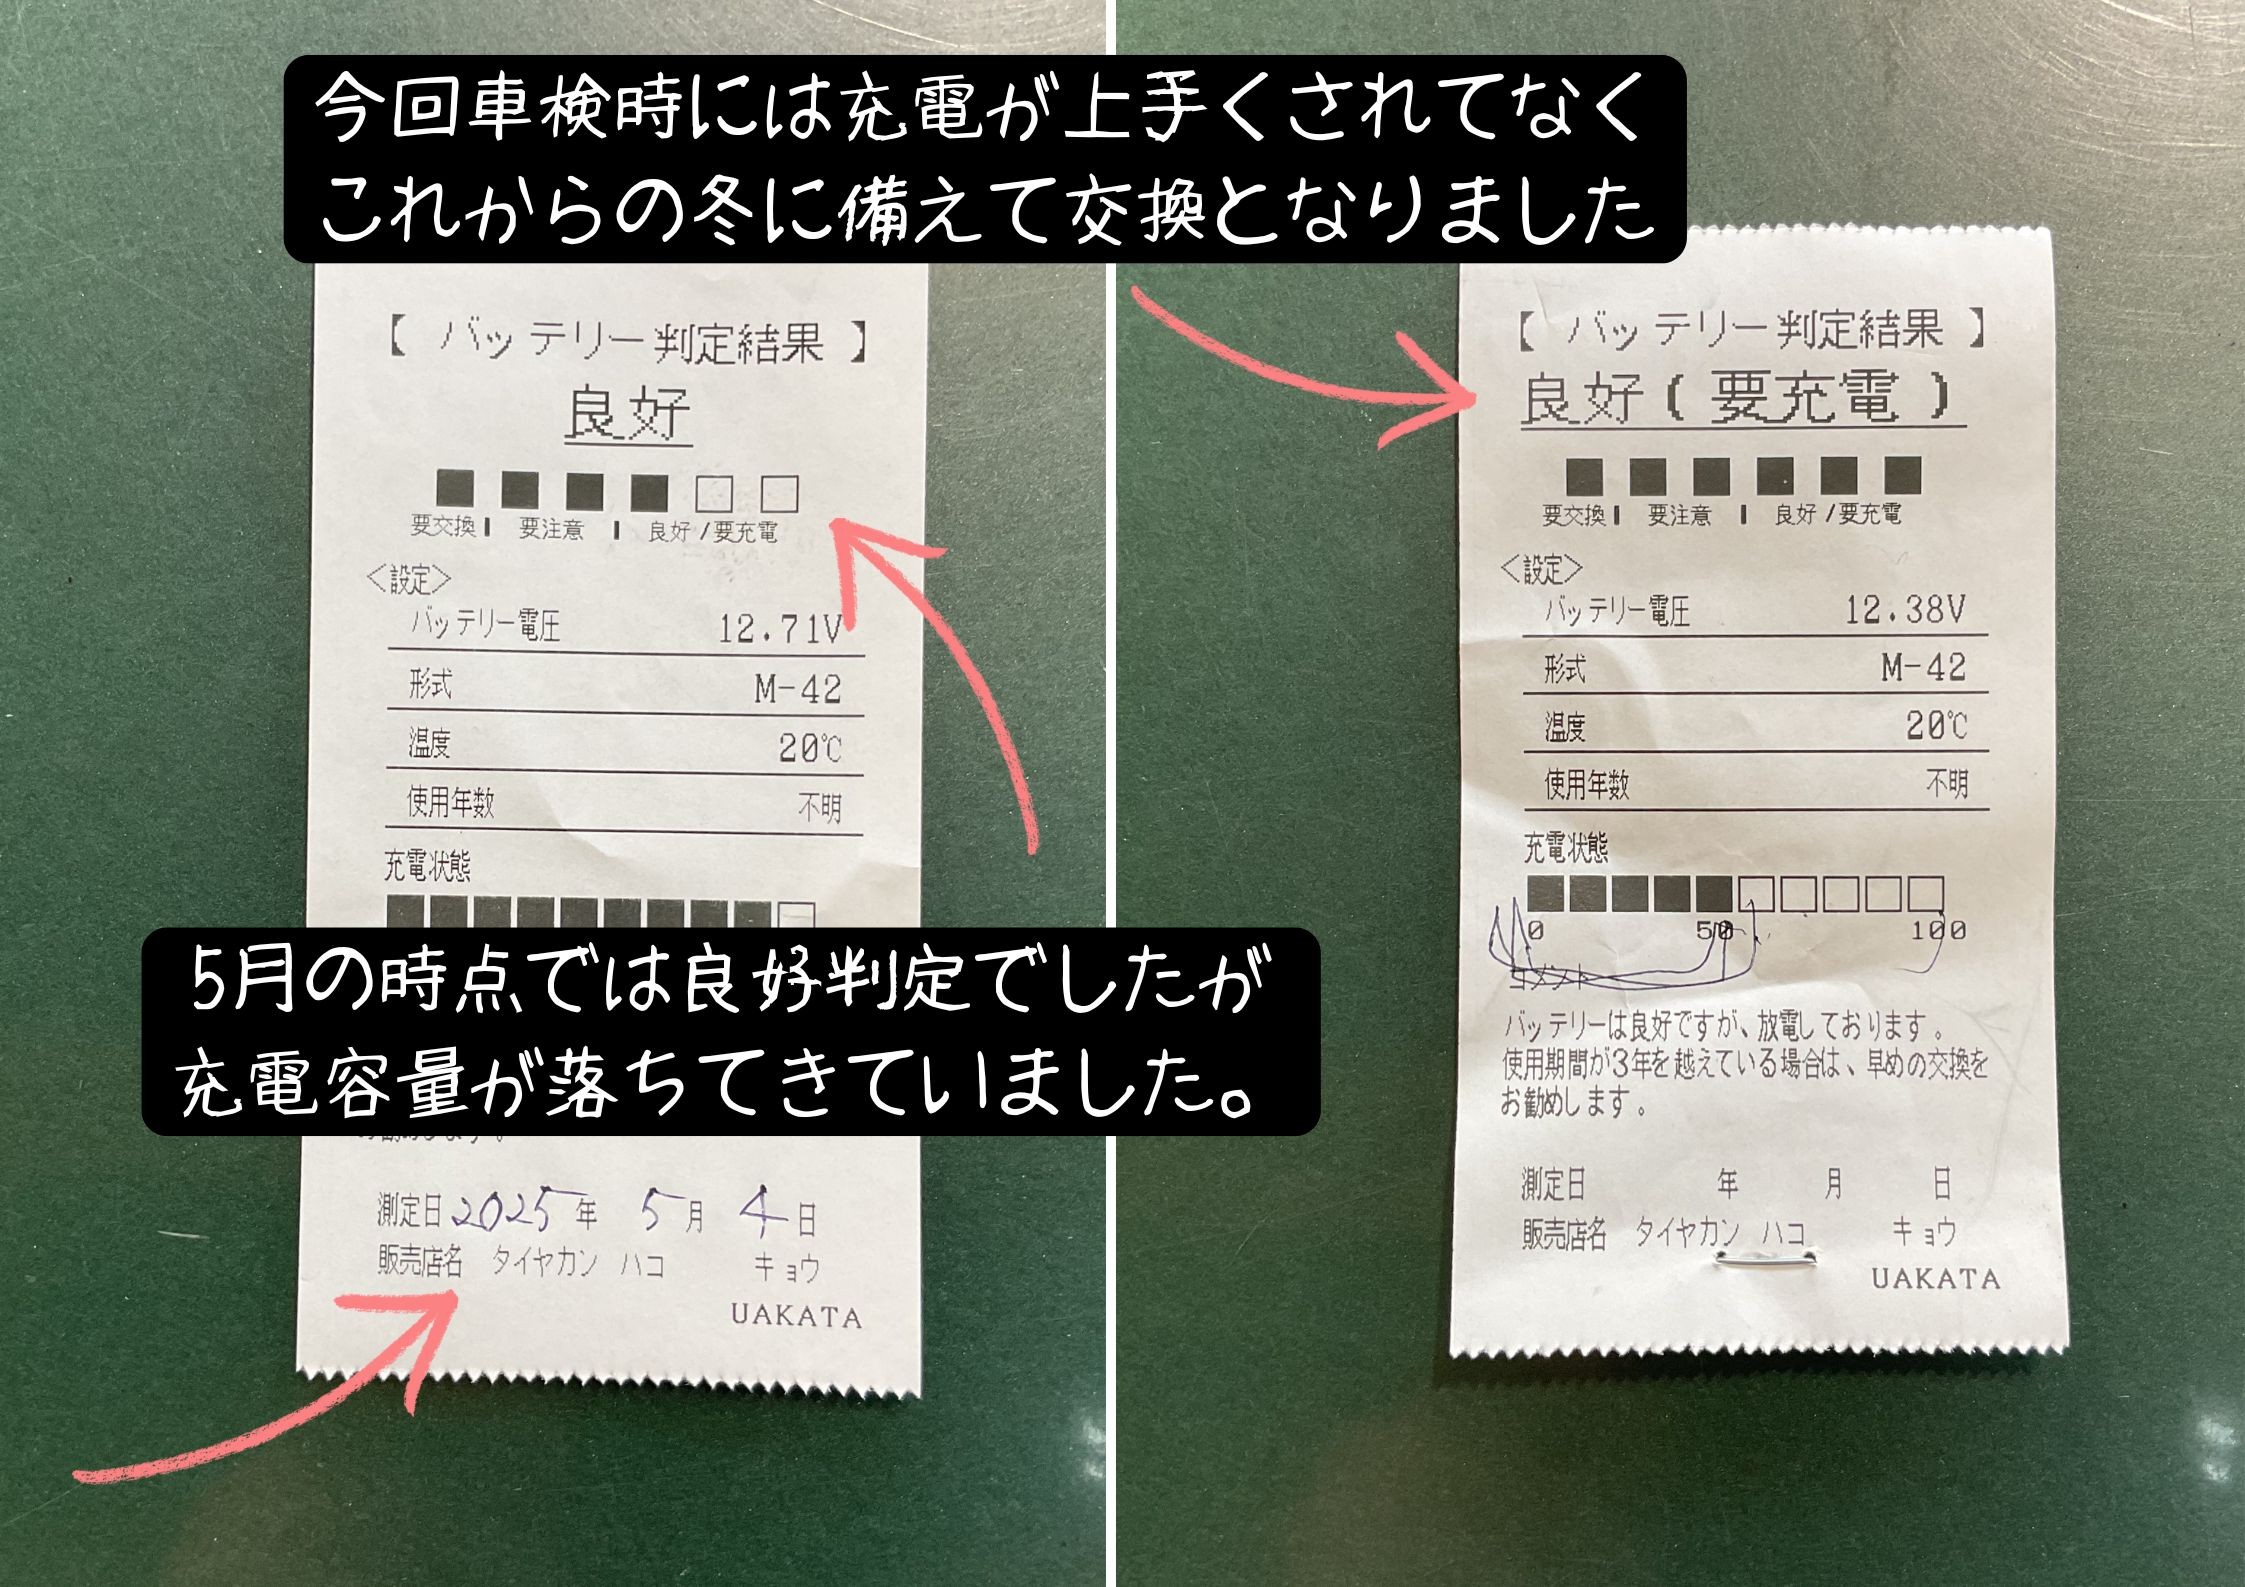 今回車検時には充電が上手くされてなく
これからの冬に備えて交換となりました
【 バッテリー判定結果 】
良好
要交換 | 要注意 | 良好 /要充電
<設定>
バッテリー電圧 12.71V
形式 M-42
温度 20℃
使用年数 不明
充電状態
5月の時点では良好判定でしたが
充電容量が落ちてきていました。
測定日 2025年 5月 4日
販売店名 タイヤカン ハコ キョウ
UAKATA
【 バッテリー判定結果 】
良好(要充電)
要交換 | 要注意 | 良好 /要充電
<設定>
バッテリー電圧 12.38V
形式 M-42
温度 20℃
使用年数 不明
充電状態
0 50 100
コメント
バッテリーは良好ですが、放電しております。
使用期間が3年を越えている場合は、早めの交換を
お勧めします。
測定日 年 月 日
販売店名 タイヤカン ハコ キョウ
UAKATA